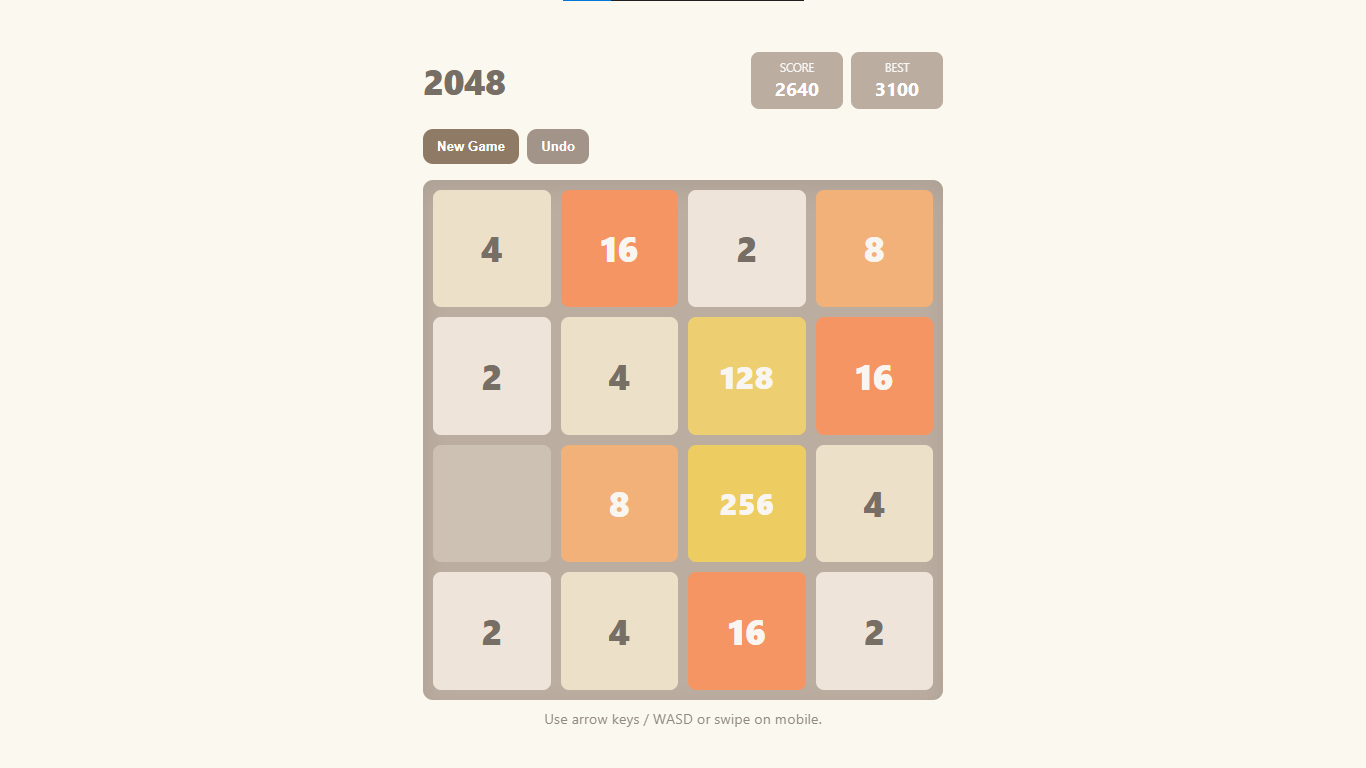 2048
SCORE
2640
BEST
3100
New Game
Undo
4 16 2 8
2 4 128 16
8 256 4
2 4 16 2
Use arrow keys / WASD or swipe on mobile.